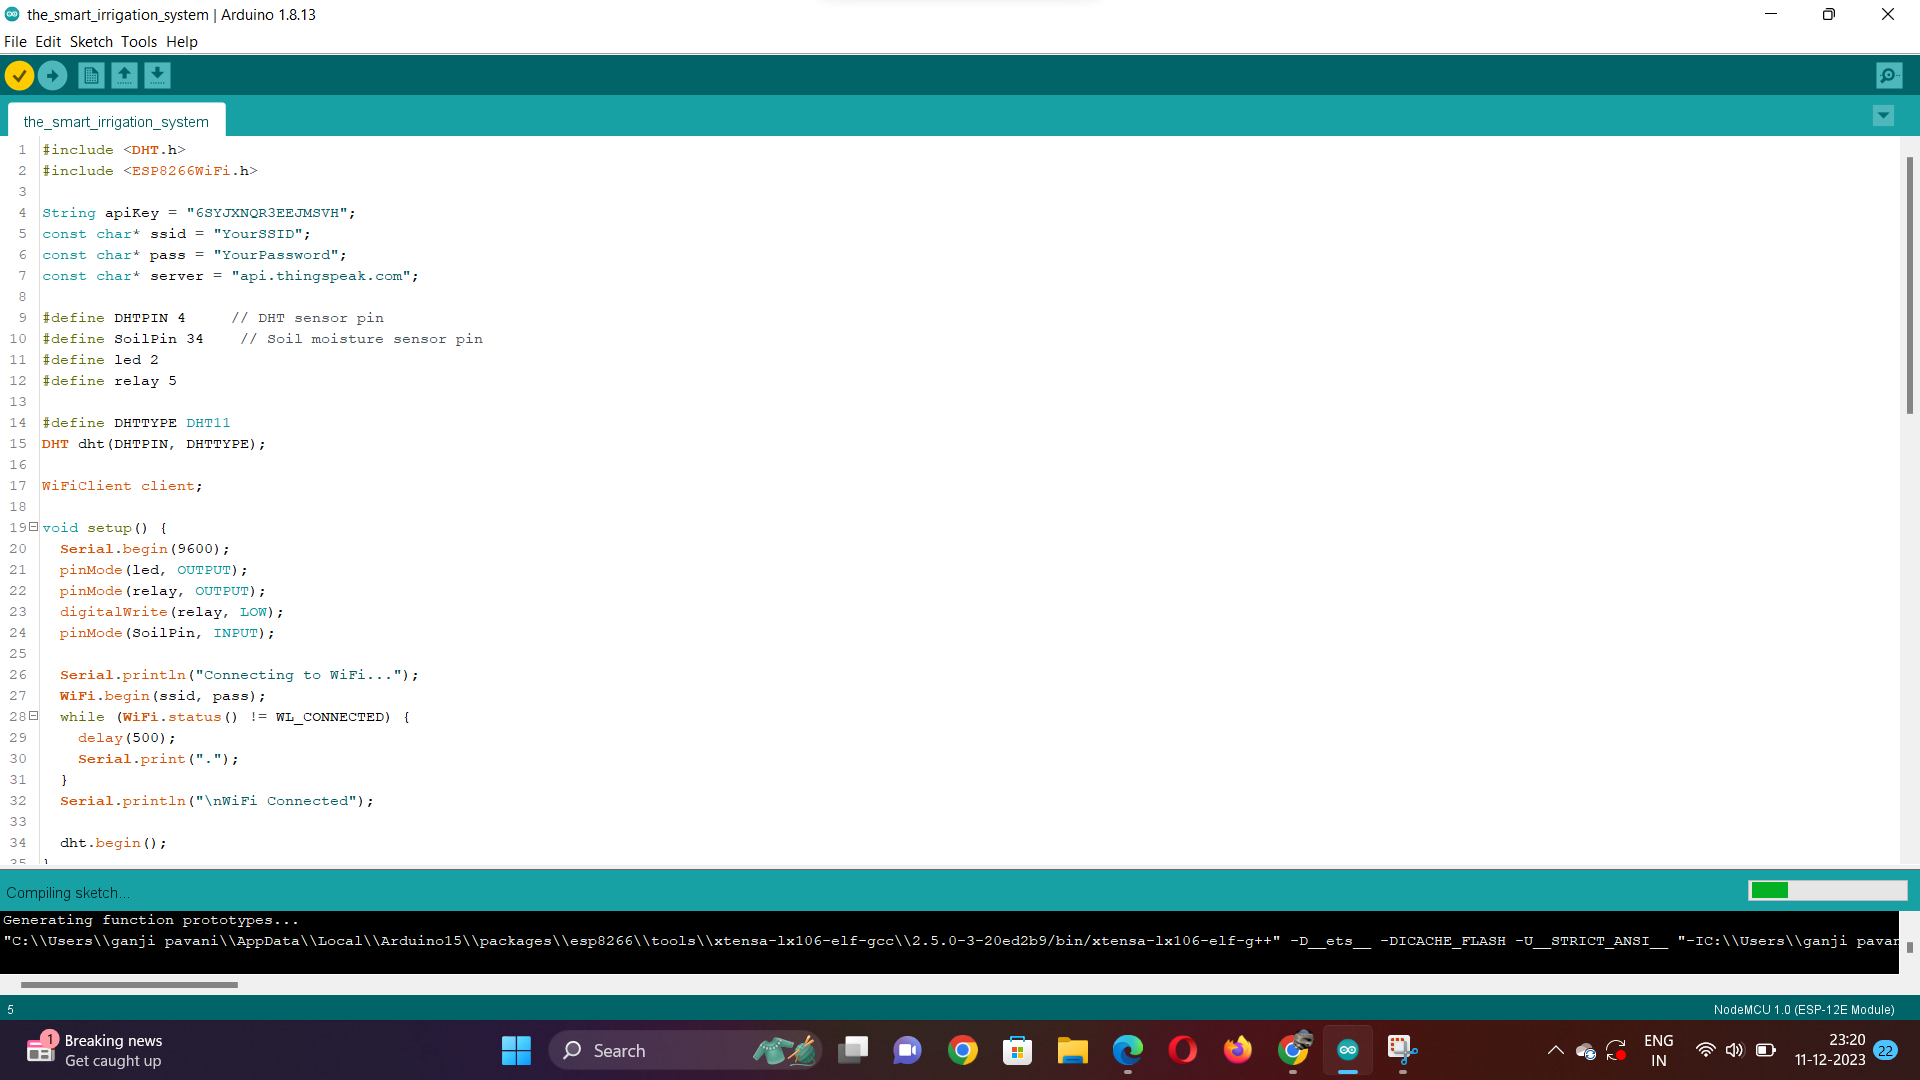 the_smart_irrigation_system | Arduino 1.8.13
File Edit Sketch Tools Help
the_smart_irrigation_system
1 #include <DHT.h>
2 #include <ESP8266WiFi.h>
3
4 String apiKey = "6SYJXNQR3EEJMSVH";
5 const char* ssid = "YourSSID";
6 const char* pass = "YourPassword";
7 const char* server = "api.thingspeak.com";
8
9 #define DHTPIN 4     // DHT sensor pin
10 #define SoilPin 34    // Soil moisture sensor pin
11 #define led 2
12 #define relay 5
13
14 #define DHTTYPE DHT11
15 DHT dht(DHTPIN, DHTTYPE);
16
17 WiFiClient client;
18
19 void setup() {
20   Serial.begin(9600);
21   pinMode(led, OUTPUT);
22   pinMode(relay, OUTPUT);
23   digitalWrite(relay, LOW);
24   pinMode(SoilPin, INPUT);
25
26   Serial.println("Connecting to WiFi...");
27   WiFi.begin(ssid, pass);
28   while (WiFi.status() != WL_CONNECTED) {
29     delay(500);
30     Serial.print(".");
31   }
32   Serial.println("\nWiFi Connected");
33
34   dht.begin();
35 }
Compiling sketch...
Generating function prototypes...
"C:\\Users\\ganji pavani\\AppData\\Local\\Arduino15\\packages\\esp8266\\tools\\xtensa-lx106-elf-gcc\\2.5.0-3-20ed2b9/bin/xtensa-lx106-elf-g++" -D__ets__ -DICACHE_FLASH -U__STRICT_ANSI__ "-IC:\\Users\\ganji pavan
5
NodeMCU 1.0 (ESP-12E Module)
1
Breaking news
Get caught up
Search
ENG
IN
23:20
11-12-2023
22